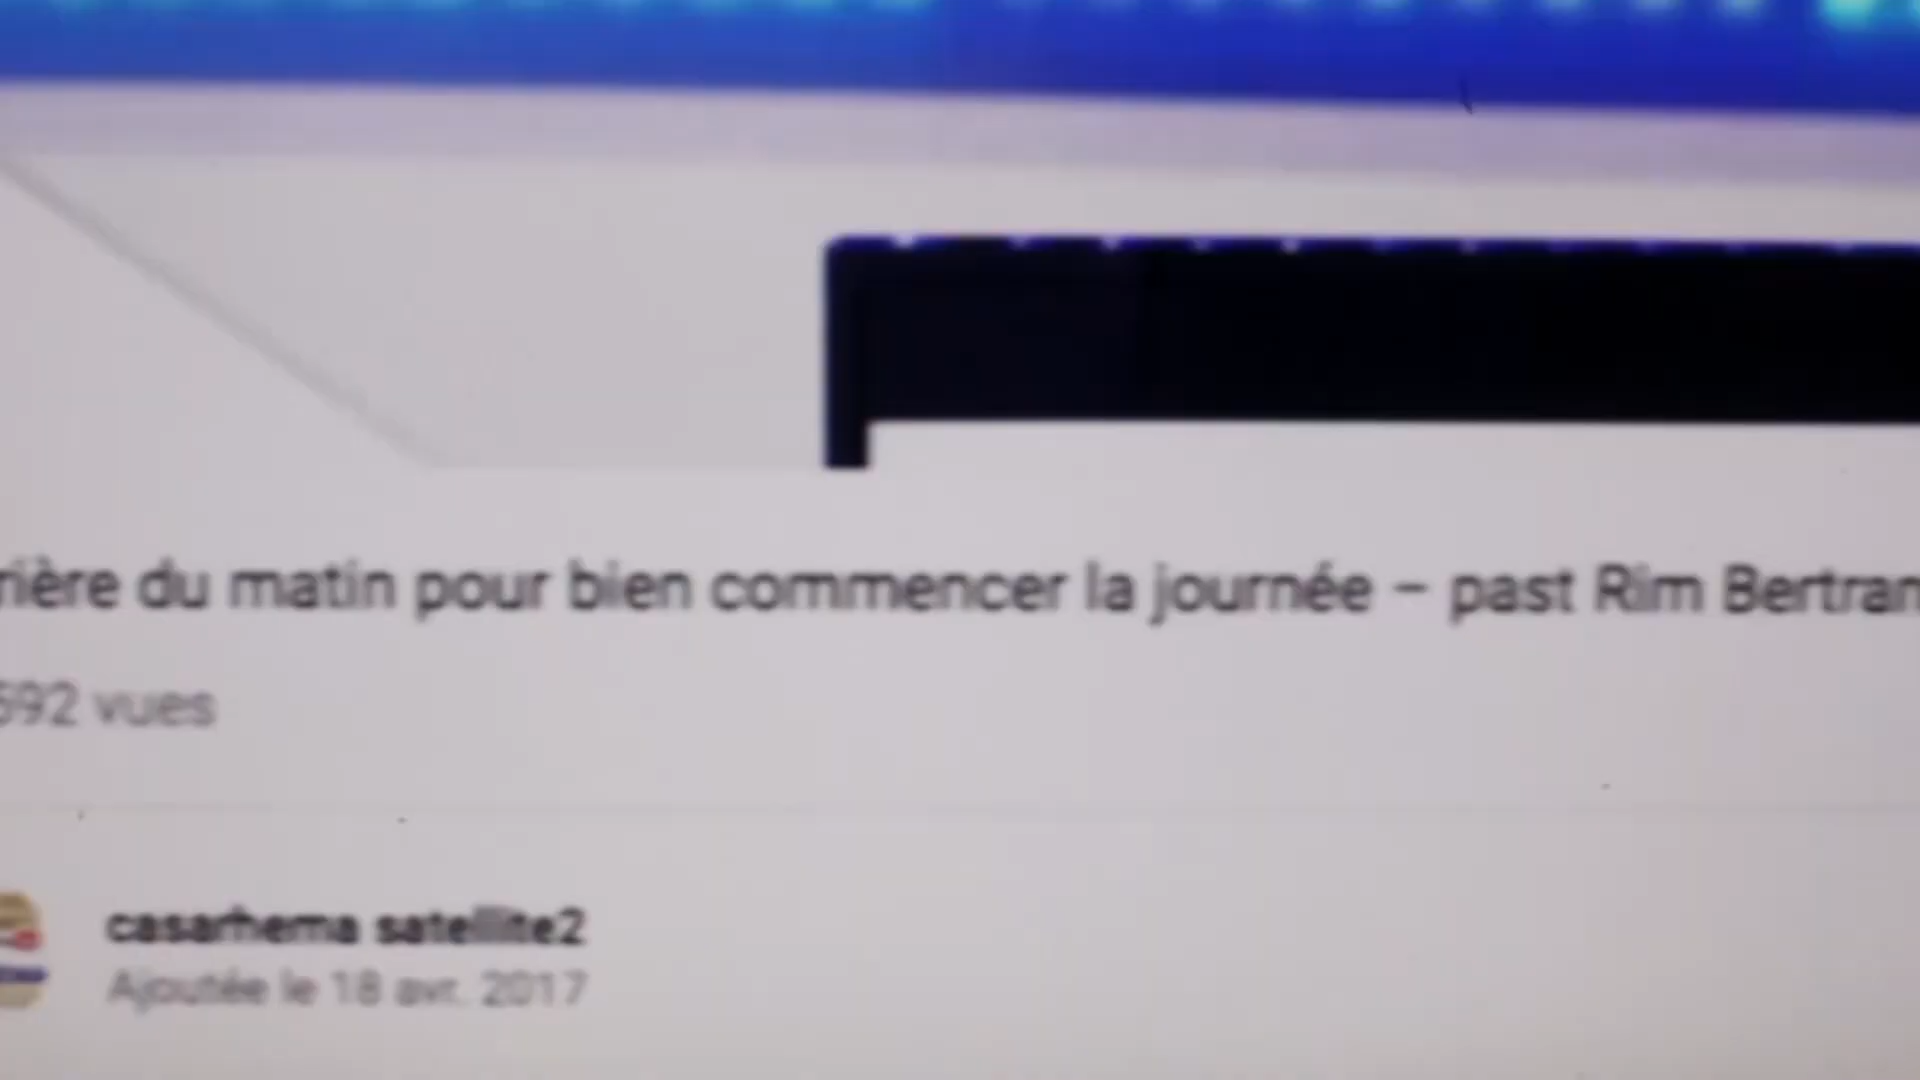 rière du matin pour bien commencer la journée – past Rim Bertran
592 vues
casarhema satellite2
Ajoutée le 18 avr. 2017